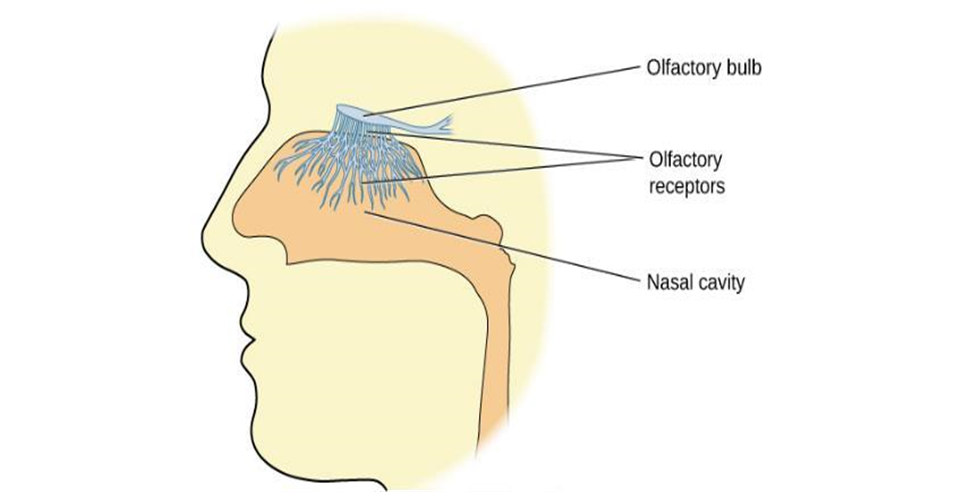 Olfactory bulb
Olfactory
receptors
Nasal cavity